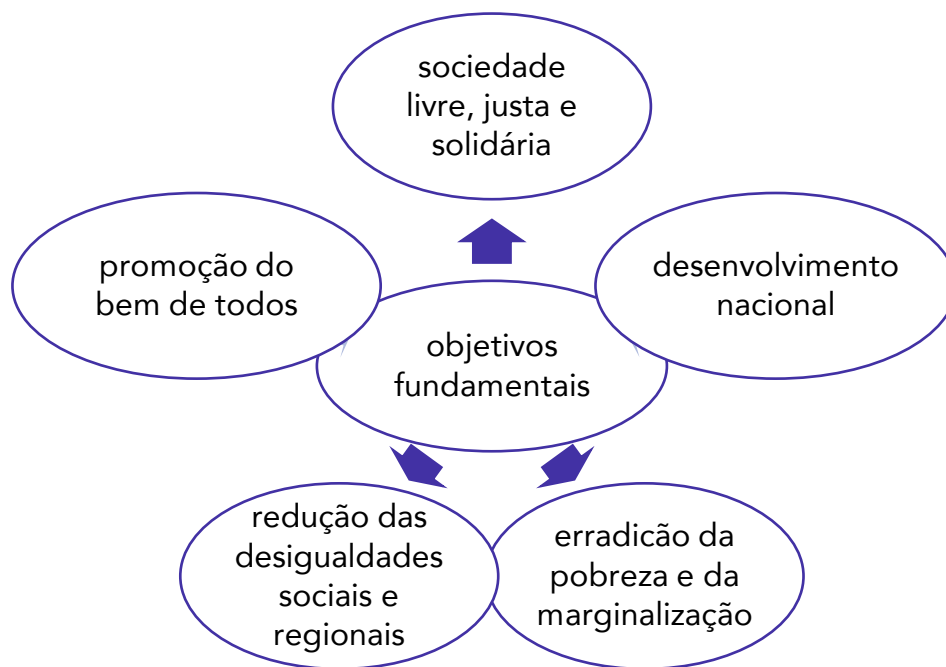 sociedade
livre, justa e
solidária
promoção do
bem de todos
desenvolvimento
nacional
objetivos
fundamentais
redução das
desigualdades
sociais e
regionais
erradicão da
pobreza e da
marginalização